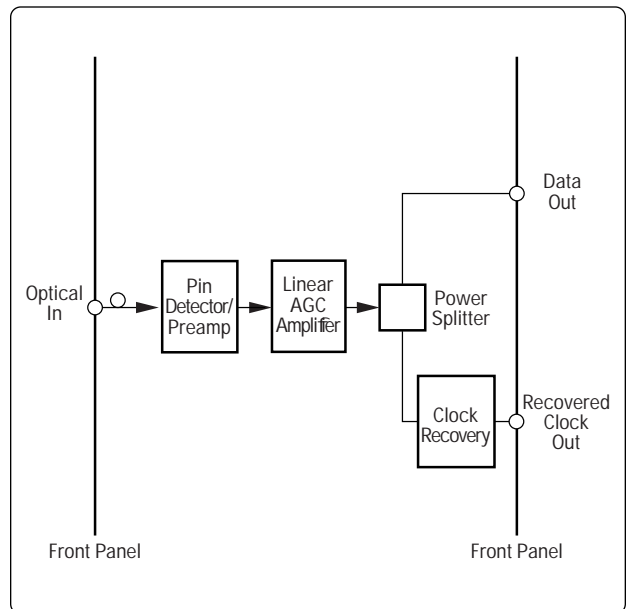 Data
Out
Optical
In
Pin
Detector/
Preamp
Linear
AGC
Amplifier
Power
Splitter
Clock
Recovery
Recovered
Clock
Out
Front Panel
Front Panel